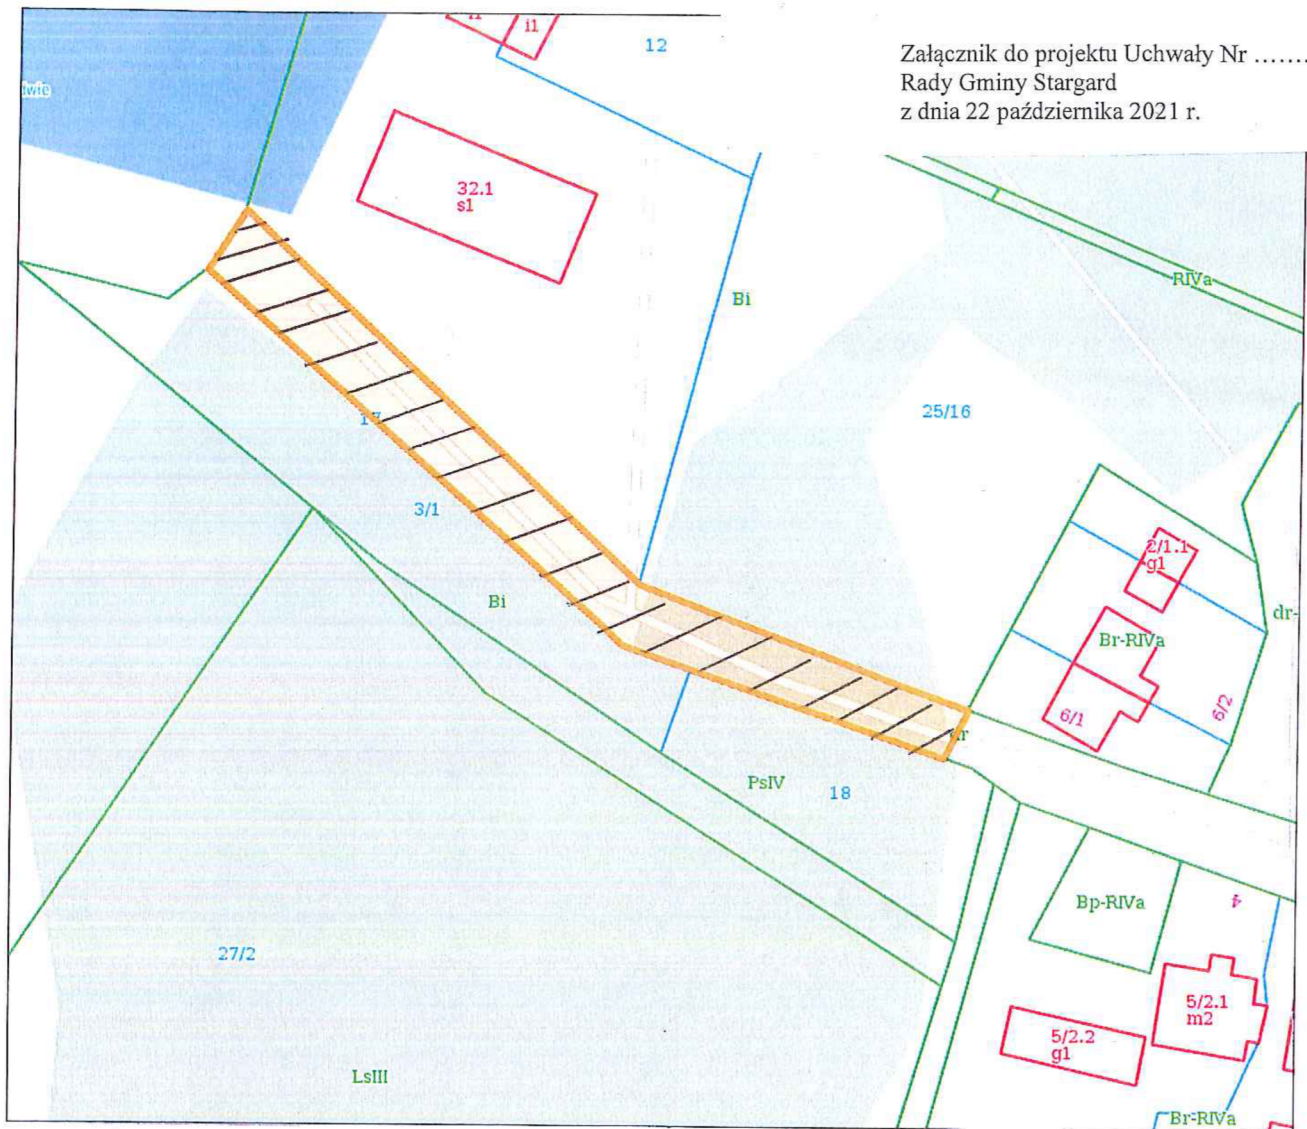 i1
12
Załącznik do projektu Uchwały Nr .......
Rady Gminy Stargard
z dnia 22 października 2021 r.
32.1
s1
RIVa
Bi
25/16
17
3/1
2/1.1
g1
Bi
dr-
Br-RIVa
6/1
6/2
PsIV
18
Bp-RIVa
4
27/2
5/2.1
m2
5/2.2
g1
LsIII
Br-RIVa